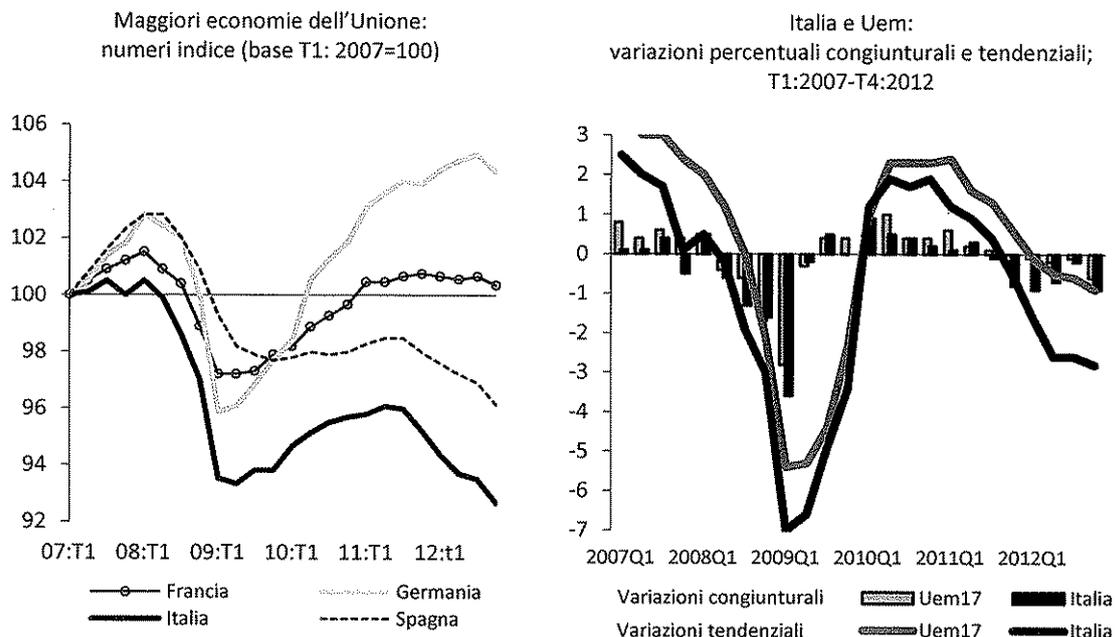 Maggiori economie dell'Unione:
numeri indice (base T1: 2007=100)
106
104
102
100
98
96
94
92
07:T1 08:T1 09:T1 10:T1 11:T1 12:t1
Francia Germania
Italia Spagna
Italia e Uem:
variazioni percentuali congiunturali e tendenziali;
T1:2007-T4:2012
3
2
1
0
-1
-2
-3
-4
-5
-6
-7
2007Q1 2008Q1 2009Q1 2010Q1 2011Q1 2012Q1
Variazioni congiunturali Uem17 Italia
Variazioni tendenziali Uem17 Italia